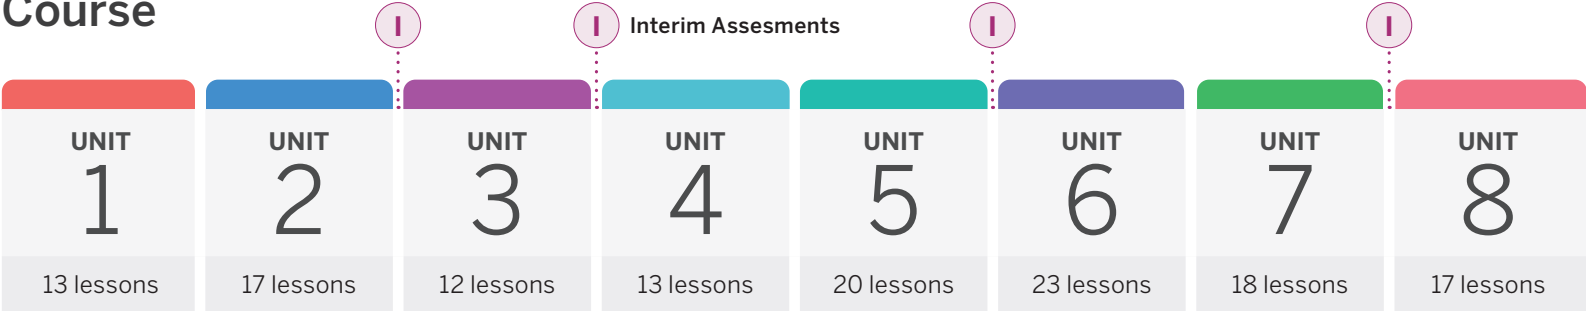 Course
I
I
Interim Assesments
I
I
UNIT
1
13 lessons
UNIT
2
17 lessons
UNIT
3
12 lessons
UNIT
4
13 lessons
UNIT
5
20 lessons
UNIT
6
23 lessons
UNIT
7
18 lessons
UNIT
8
17 lessons